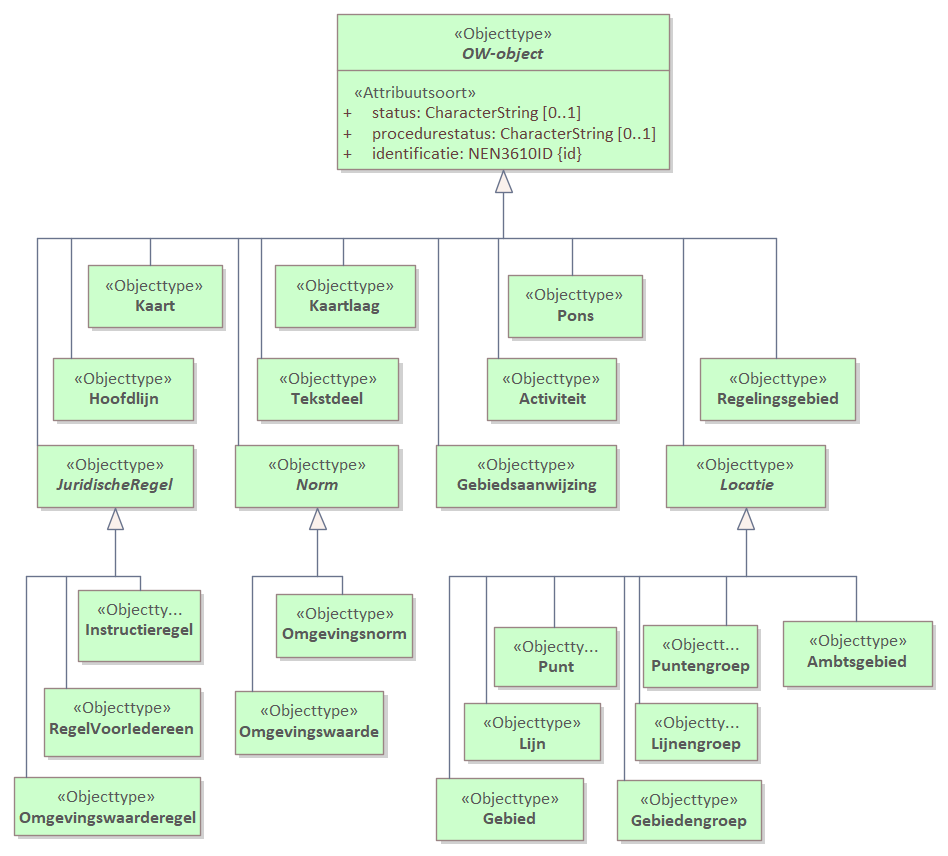 «Objecttype»
OW-object
«Attribuutsoort»
+ status: CharacterString [0..1]
+ procedurestatus: CharacterString [0..1]
+ identificatie: NEN3610ID {id}
«Objecttype»
Kaart
«Objecttype»
Kaartlaag
«Objecttype»
Pons
«Objecttype»
Hoofdlijn
«Objecttype»
Tekstdeel
«Objecttype»
Activiteit
«Objecttype»
Regelingsgebied
«Objecttype»
JuridischeRegel
«Objecttype»
Norm
«Objecttype»
Gebiedsaanwijzing
«Objecttype»
Locatie
«Objectty...
Instructieregel
«Objecttype»
Omgevingsnorm
«Objectty...
Punt
«Objectt...
Puntengroep
«Objecttype»
Ambtsgebied
«Objecttype»
RegelVoorIedereen
«Objecttype»
Omgevingswaarde
«Objecttype»
Lijn
«Objectty...
Lijnengroep
«Objecttype»
Omgevingswaarderegel
«Objecttype»
Gebied
«Objecttype»
Gebiedengroep